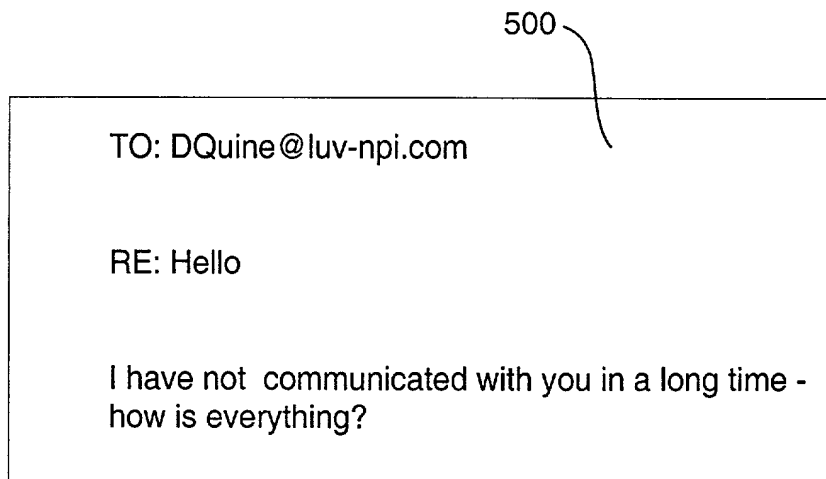 500
TO: DQuine@luv-npi.com
RE: Hello
I have not communicated with you in a long time -
how is everything?